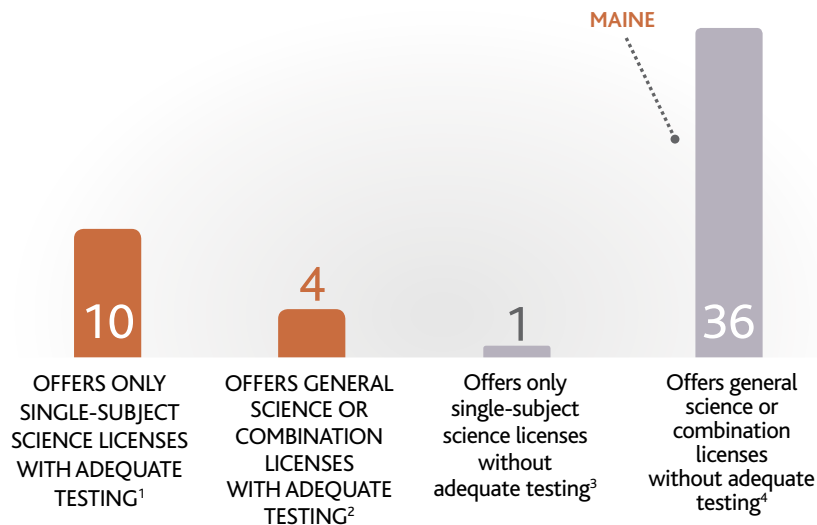 MAINE
10
4
1
36
OFFERS ONLY
SINGLE-SUBJECT
SCIENCE LICENSES
WITH ADEQUATE
TESTING¹
OFFERS GENERAL
SCIENCE OR
COMBINATION
LICENSES
WITH ADEQUATE
TESTING²
Offers only
single-subject
science licenses
without
adequate testing³
Offers general
science or
combination
licenses
without adequate
testing⁴